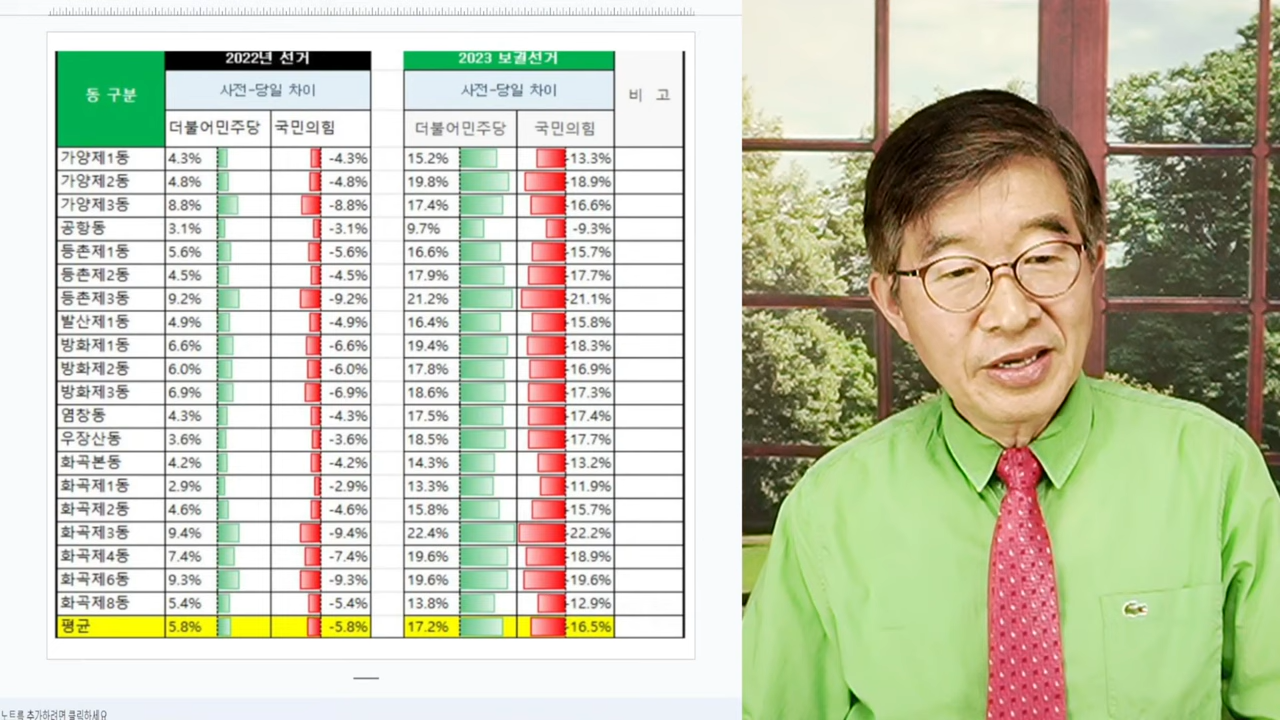 2022년 선거 2023 보궐선거
동 구분 사전-당일 차이 사전-당일 차이 비 고
더불어민주당 국민의힘 더불어민주당 국민의힘
가양제1동 4.3% -4.3% 15.2% -13.3%
가양제2동 4.8% -4.8% 19.8% -18.9%
가양제3동 8.8% -8.8% 17.4% -16.6%
공항동 3.1% -3.1% 9.7% -9.3%
등촌제1동 5.6% -5.6% 16.6% -15.7%
등촌제2동 4.5% -4.5% 17.9% -17.7%
등촌제3동 9.2% -9.2% 21.2% -21.1%
발산제1동 4.9% -4.9% 16.4% -15.8%
방화제1동 6.6% -6.6% 19.4% -18.3%
방화제2동 6.0% -6.0% 17.8% -16.9%
방화제3동 6.9% -6.9% 18.6% -17.3%
염창동 4.3% -4.3% 17.5% -17.4%
우장산동 3.6% -3.6% 18.5% -17.7%
화곡본동 4.2% -4.2% 14.3% -13.2%
화곡제1동 2.9% -2.9% 13.3% -11.9%
화곡제2동 4.6% -4.6% 15.8% -15.7%
화곡제3동 9.4% -9.4% 22.4% -22.2%
화곡제4동 7.4% -7.4% 19.6% -18.9%
화곡제6동 9.3% -9.3% 19.6% -19.6%
화곡제8동 5.4% -5.4% 13.8% -12.9%
평균 5.8% -5.8% 17.2% -16.5%
노트를 추가하려면 클릭하세요